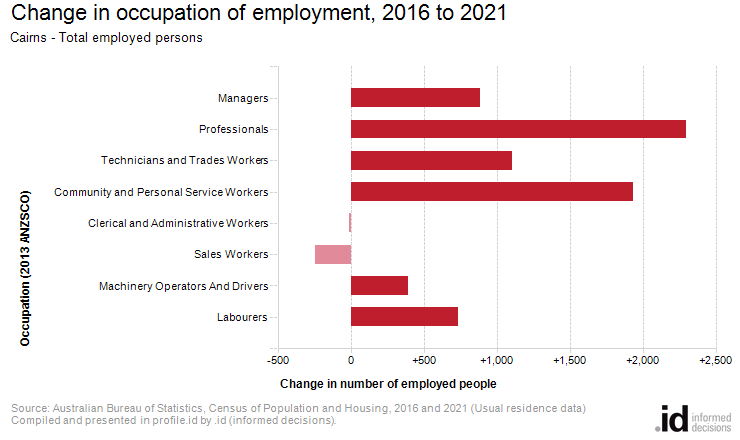 Change in occupation of employment, 2016 to 2021
Cairns - Total employed persons
Occupation (2013 ANZSCO)
Managers
Professionals
Technicians and Trades Workers
Community and Personal Service Workers
Clerical and Administrative Workers
Sales Workers
Machinery Operators And Drivers
Labourers
-500 0 +500 +1,000 +1,500 +2,000 +2,500
Change in number of employed people
Source: Australian Bureau of Statistics, Census of Population and Housing, 2016 and 2021 (Usual residence data)
Compiled and presented in profile.id by .id (informed decisions).
.id informed
decisions